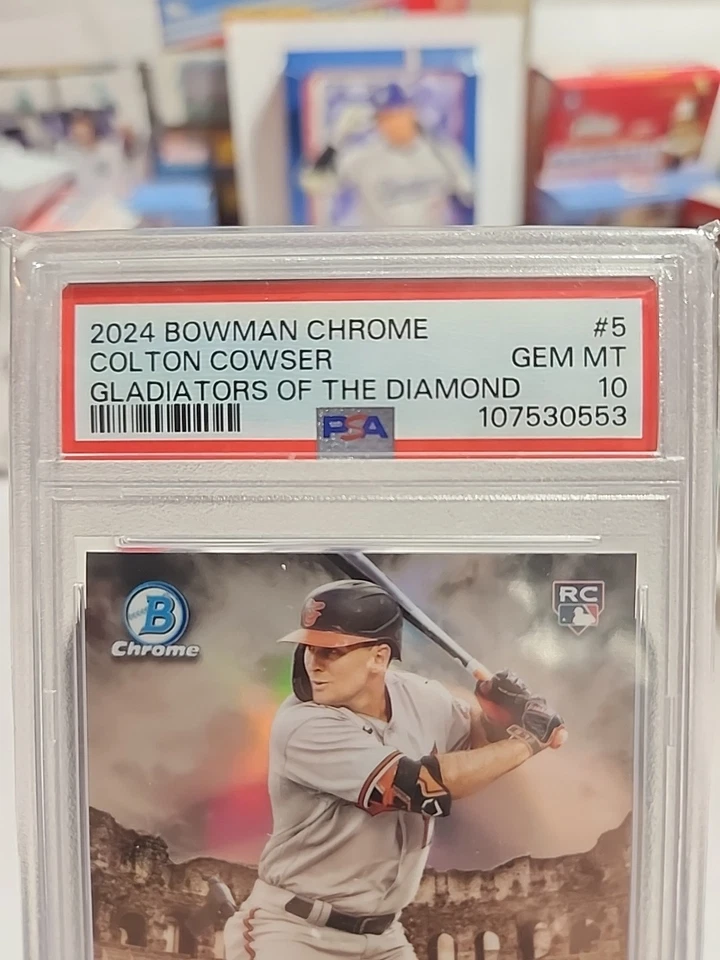 2024 BOWMAN CHROME #5
COLTON COWSER GEM MT
GLADIATORS OF THE DIAMOND 10
PSA 107530553
B
Chrome
RC